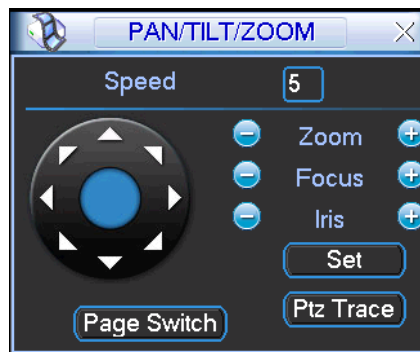 PAN/TILT/ZOOM
Speed 5
Zoom
Focus
Iris
Set
Ptz Trace
Page Switch